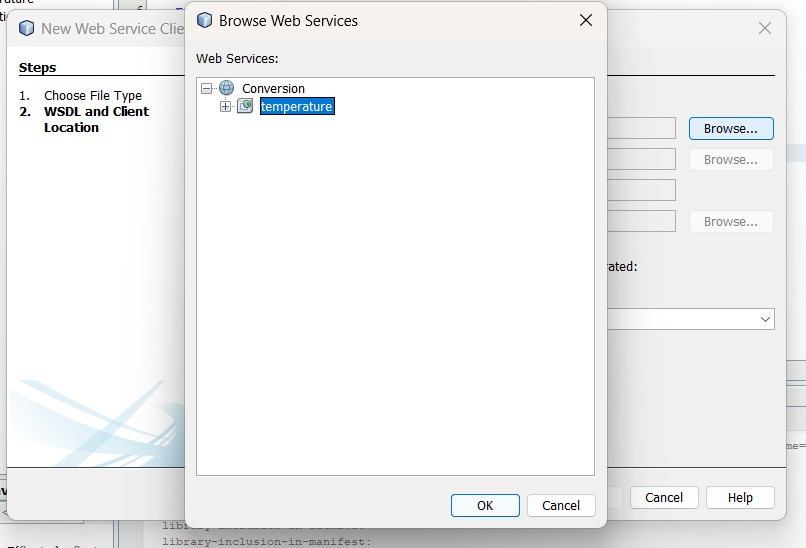 New Web Service Clie
Browse Web Services
Steps
1. Choose File Type
2. WSDL and Client
Location
Web Services:
Conversion
temperature
Browse...
Browse...
Browse...
rated:
OK
Cancel
Cancel
Help
library-inclusion-in-manifest: